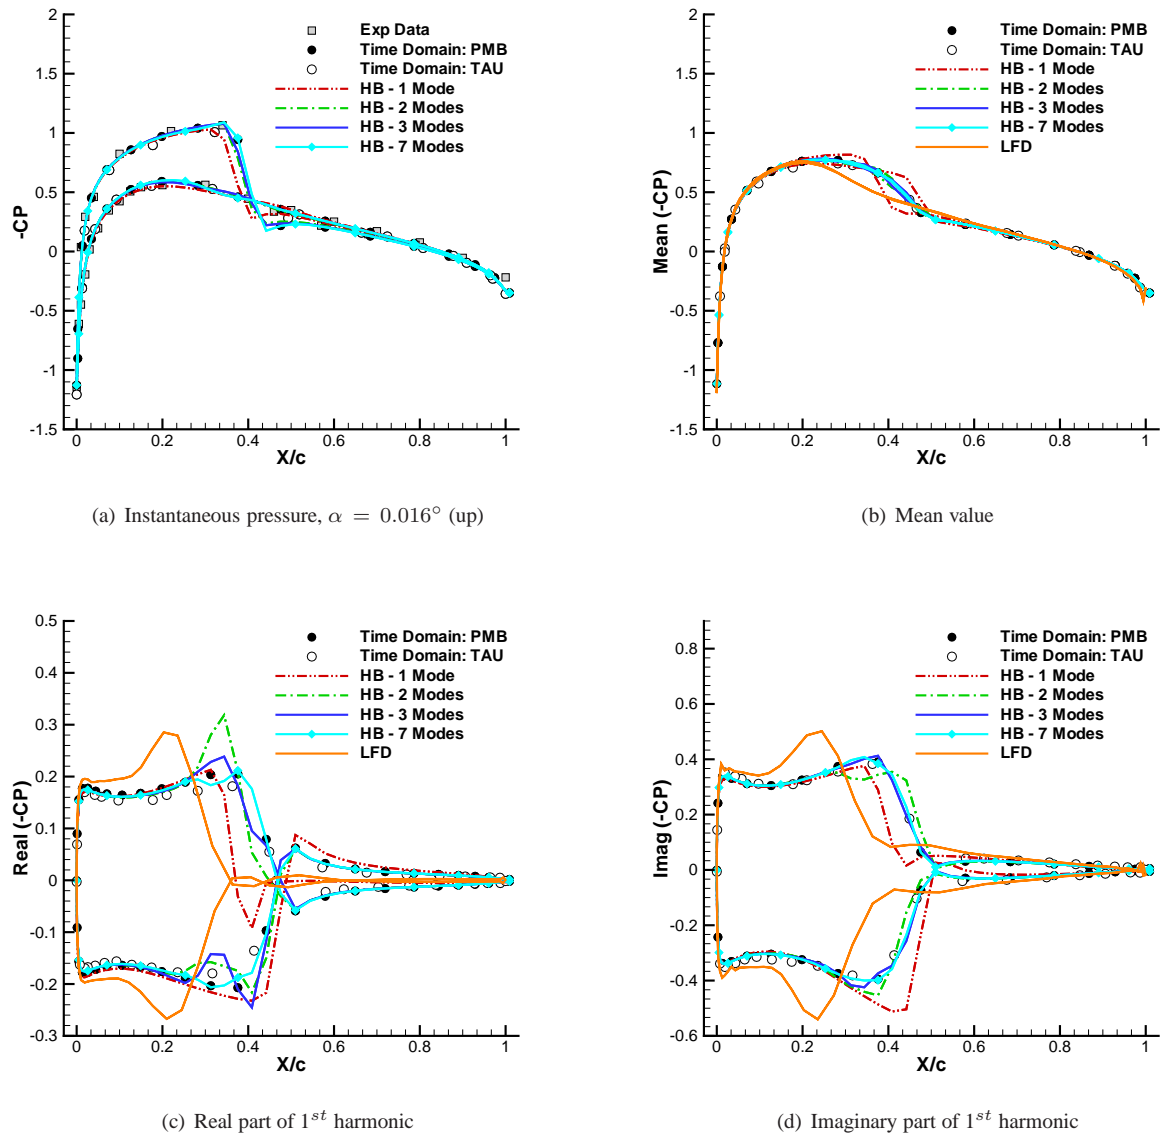 2
1.5
1
0.5
0
-0.5
-1
-1.5
-CP
0
0.2
0.4
0.6
0.8
1
X/c
Exp Data
Time Domain: PMB
Time Domain: TAU
HB - 1 Mode
HB - 2 Modes
HB - 3 Modes
HB - 7 Modes
(a) Instantaneous pressure, α = 0.016° (up)
2
1.5
1
0.5
0
-0.5
-1
-1.5
Mean (-CP)
0
0.2
0.4
0.6
0.8
1
X/c
Time Domain: PMB
Time Domain: TAU
HB - 1 Mode
HB - 2 Modes
HB - 3 Modes
HB - 7 Modes
LFD
(b) Mean value
0.5
0.4
0.3
0.2
0.1
0
-0.1
-0.2
-0.3
Real (-CP)
0
0.2
0.4
0.6
0.8
1
X/c
Time Domain: PMB
Time Domain: TAU
HB - 1 Mode
HB - 2 Modes
HB - 3 Modes
HB - 7 Modes
LFD
(c) Real part of 1st harmonic
0.8
0.6
0.4
0.2
0
-0.2
-0.4
-0.6
Imag (-CP)
0
0.2
0.4
0.6
0.8
1
X/c
Time Domain: PMB
Time Domain: TAU
HB - 1 Mode
HB - 2 Modes
HB - 3 Modes
HB - 7 Modes
LFD
(d) Imaginary part of 1st harmonic